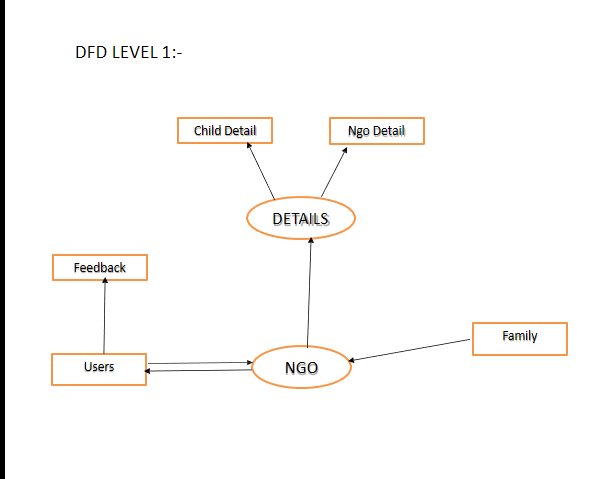 DFD LEVEL 1:-
Child Detail
Ngo Detail
DETAILS
Feedback
Family
Users
NGO